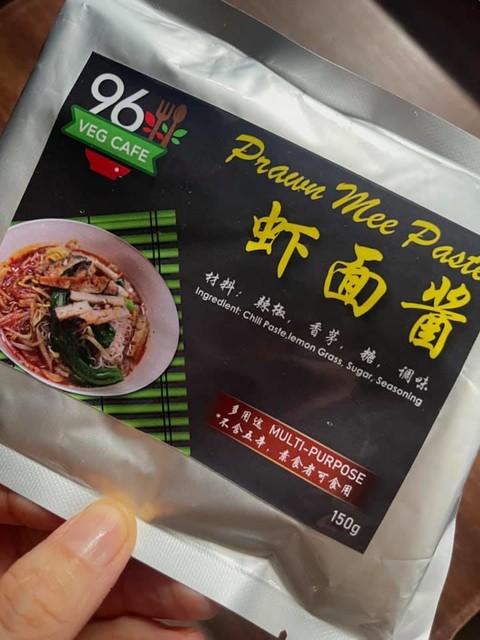 96
VEG CAFE
Prawn Mee Paste
虾面酱
材料：辣椒，香茅，糖，调味
Ingredient: Chili Paste,lemon Grass, Sugar, Seasoning
多用途 MULTI-PURPOSE
*不含五辛，素食者可食用
150g